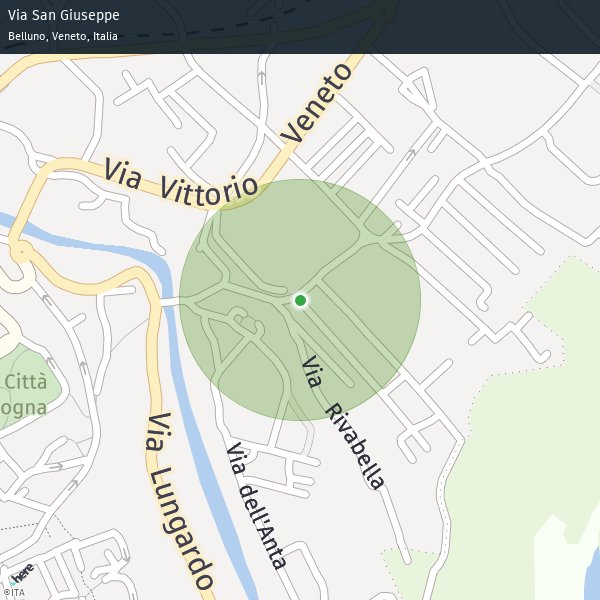 Via San Giuseppe
Belluno, Veneto, Italia
Via Vittorio Veneto
Città
ogna
Via Rivabella
Via Lungardo
Via dell'Anta
here
©ITA